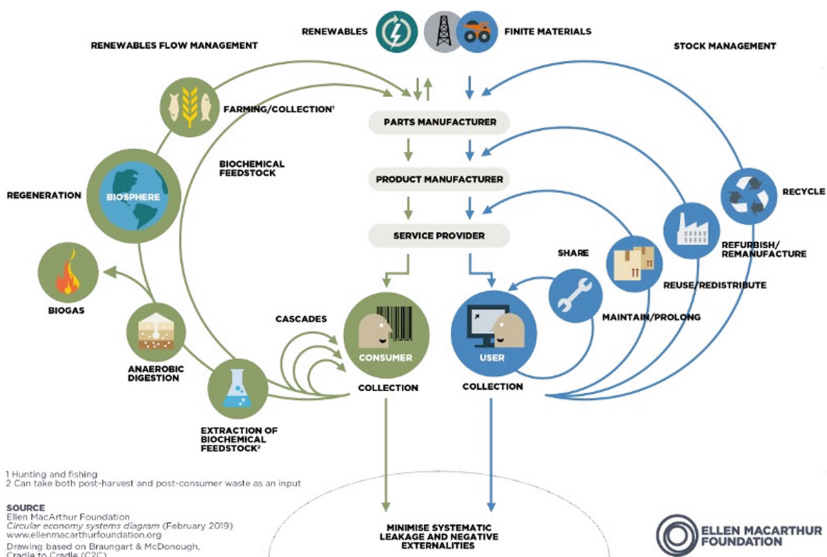 RENEWABLES
FINITE MATERIALS
RENEWABLES FLOW MANAGEMENT
STOCK MANAGEMENT
FARMING/COLLECTION¹
PARTS MANUFACTURER
BIOCHEMICAL
FEEDSTOCK
PRODUCT MANUFACTURER
REGENERATION
BIOSPHERE
RECYCLE
SERVICE PROVIDER
SHARE
REFURBISH/
REMANUFACTURE
REUSE/REDISTRIBUTE
BIOGAS
CASCADES
MAINTAIN/PROLONG
CONSUMER
USER
ANAEROBIC
DIGESTION
COLLECTION
COLLECTION
EXTRACTION OF
BIOCHEMICAL
FEEDSTOCK²
1 Hunting and fishing
2 Can take both post-harvest and post-consumer waste as an input
SOURCE
Ellen MacArthur Foundation
Circular economy systems diagram (February 2019)
www.ellenmacarthurfoundation.org
Drawing based on Braungart & McDonough,
Cradle to Cradle (C2C)
MINIMISE SYSTEMATIC
LEAKAGE AND NEGATIVE
EXTERNALITIES
ELLEN MACARTHUR
FOUNDATION